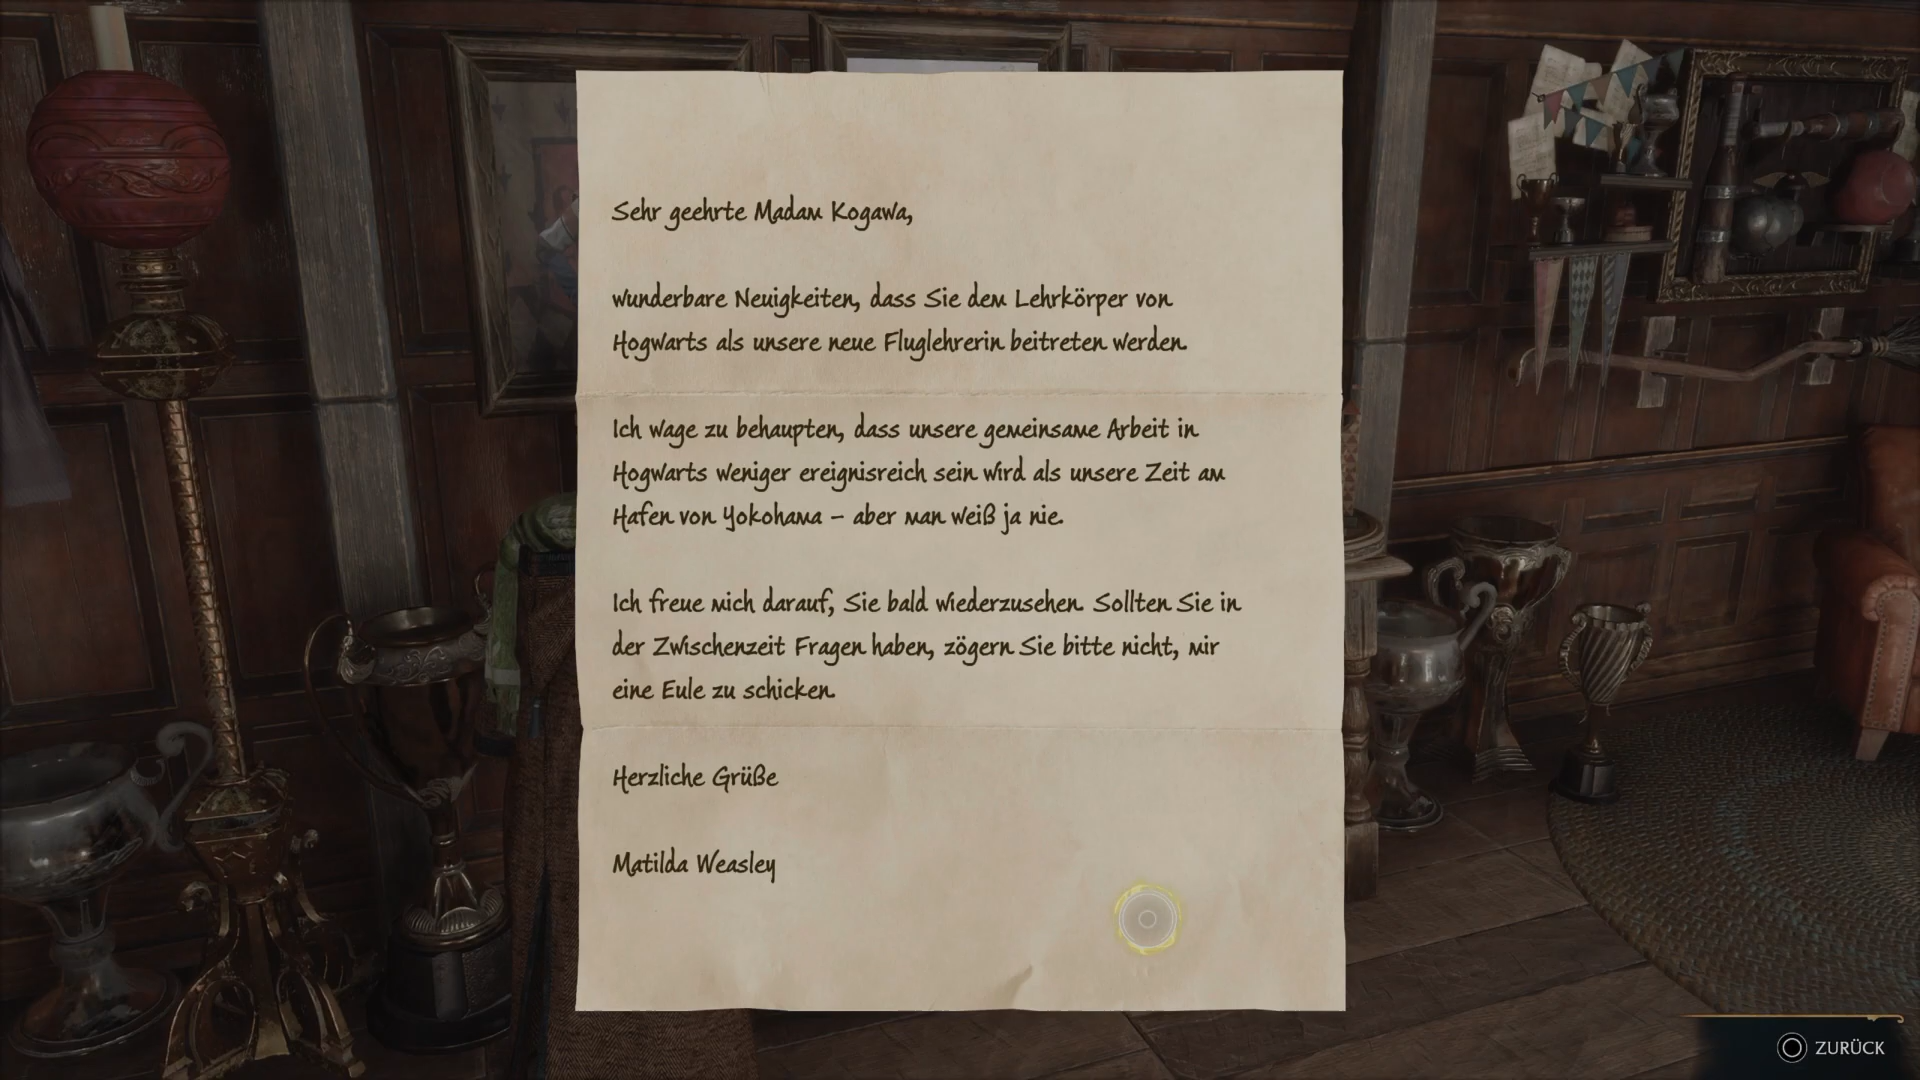 Sehr geehrte Madam Kogawa,
wunderbare Neuigkeiten, dass Sie dem Lehrkörper von
Hogwarts als unsere neue Fluglehrerin beitreten werden.
Ich wage zu behaupten, dass unsere gemeinsame Arbeit in
Hogwarts weniger ereignisreich sein wird als unsere Zeit am
Hafen von Yokohama – aber man weiß ja nie.
Ich freue mich darauf, Sie bald wiederzusehen. Sollten Sie in
der Zwischenzeit Fragen haben, zögern Sie bitte nicht, mir
eine Eule zu schicken.
Herzliche Grüße
Matilda Weasley
ZURÜCK